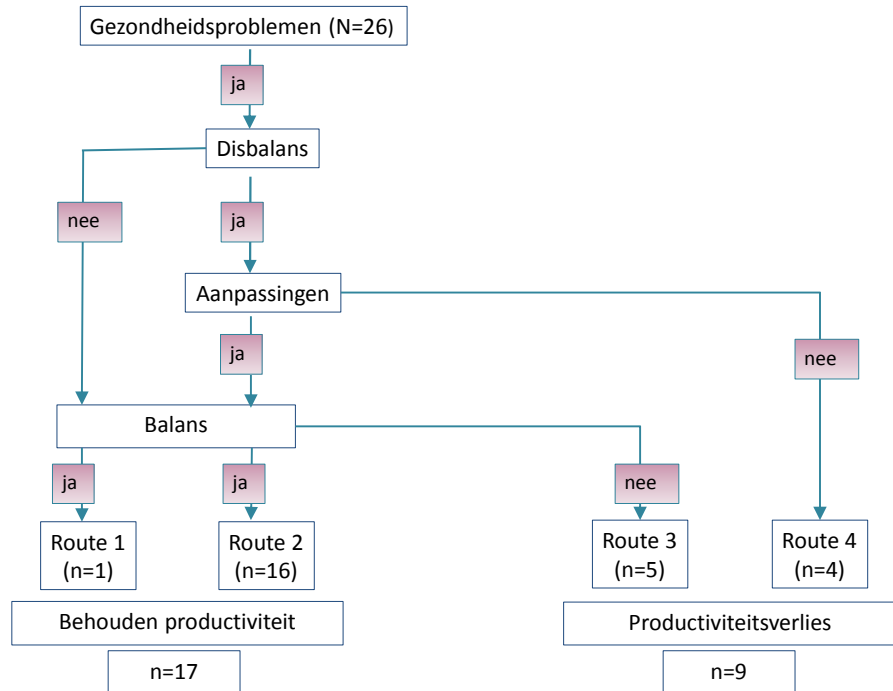 Gezondheidsproblemen (N=26)
ja
Disbalans
nee
ja
Aanpassingen
ja
nee
Balans
ja
ja
nee
Route 1
(n=1)
Route 2
(n=16)
Route 3
(n=5)
Route 4
(n=4)
Behouden productiviteit
Productiviteitsverlies
n=17
n=9